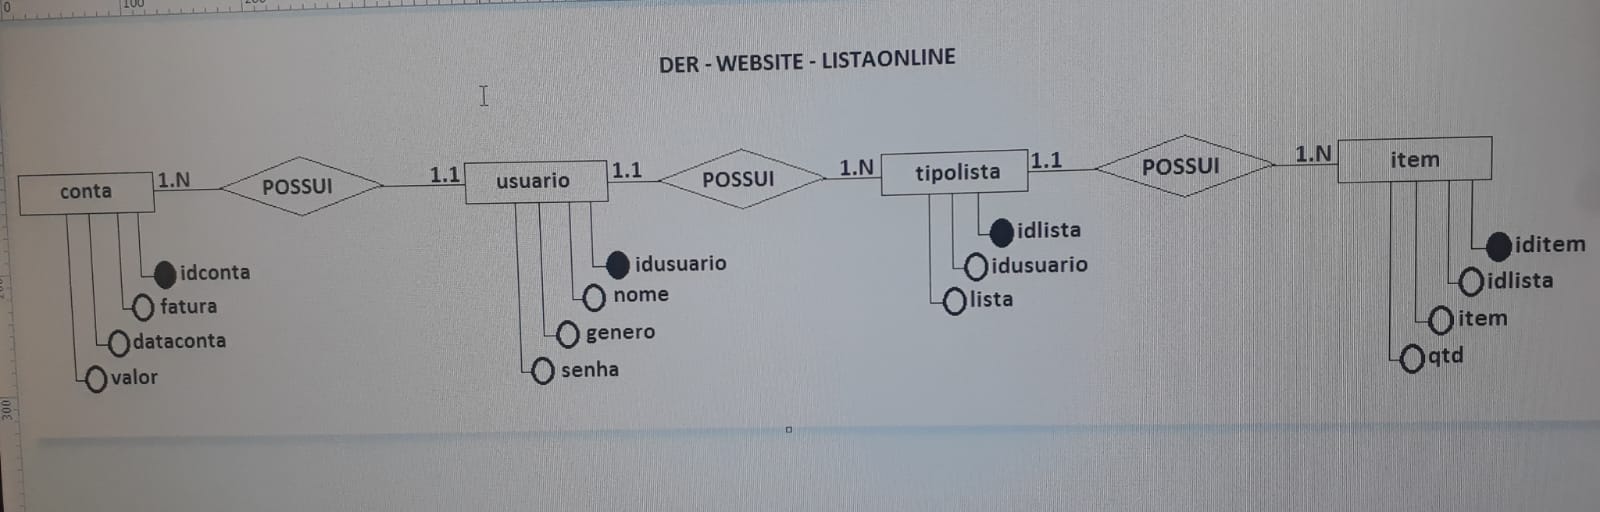 0 100 200
DER - WEBSITE - LISTAONLINE
conta 1.N POSSUI 1.1 usuario 1.1 POSSUI 1.N tipolista 1.1 POSSUI 1.N item
idconta
fatura
dataconta
valor
idusuario
nome
genero
senha
idlista
idusuario
lista
iditem
idlista
item
qtd
300